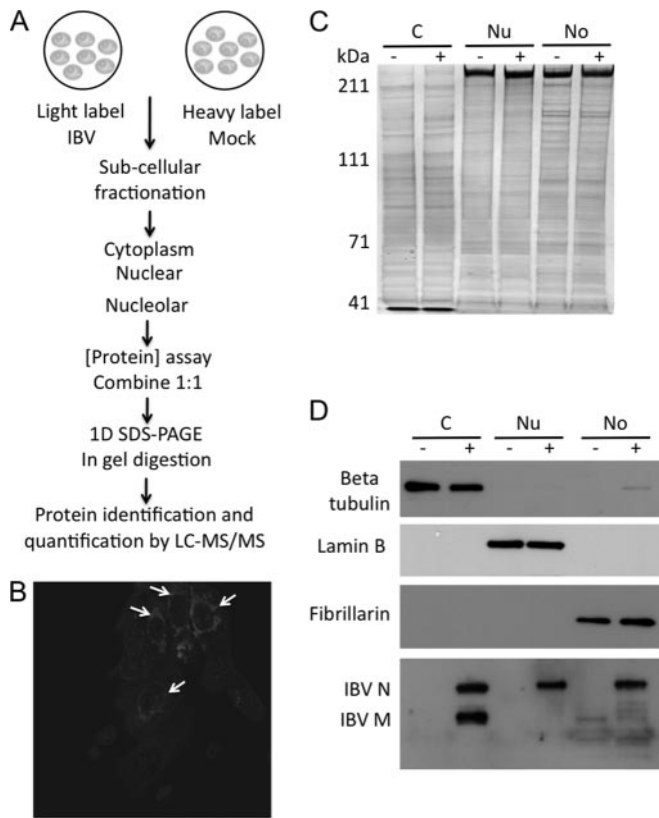 A
Light label
IBV
Heavy label
Mock
Sub-cellular
fractionation
Cytoplasm
Nuclear
Nucleolar
[Protein] assay
Combine 1:1
1D SDS-PAGE
In gel digestion
Protein identification and
quantification by LC-MS/MS
B
C
C Nu No
kDa - + - + - +
211
111
71
41
D
C Nu No
- + - + - +
Beta
tubulin
Lamin B
Fibrillarin
IBV N
IBV M